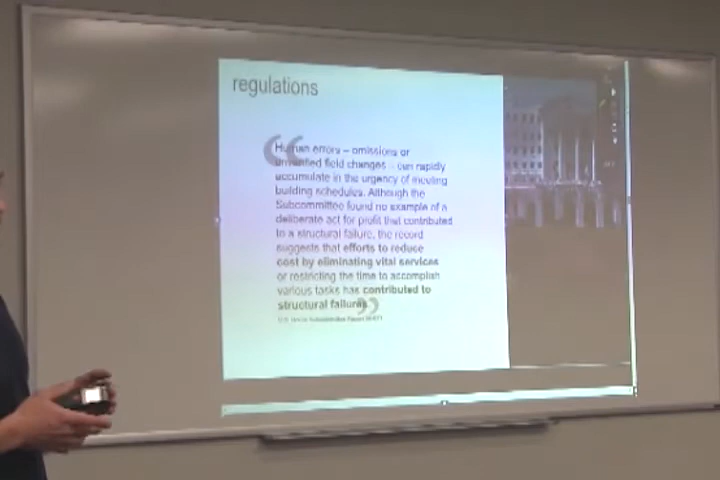 regulations
Human errors – omissions or
unwanted field changes - can rapidly
accumulate in the urgency of meeting
building schedules. Although the
Subcommittee found no example of a
deliberate act for profit that contributed
to a structural failure, the record
suggests that efforts to reduce
cost by eliminating vital services
or restricting the time to accomplish
various tasks has contributed to
structural failures